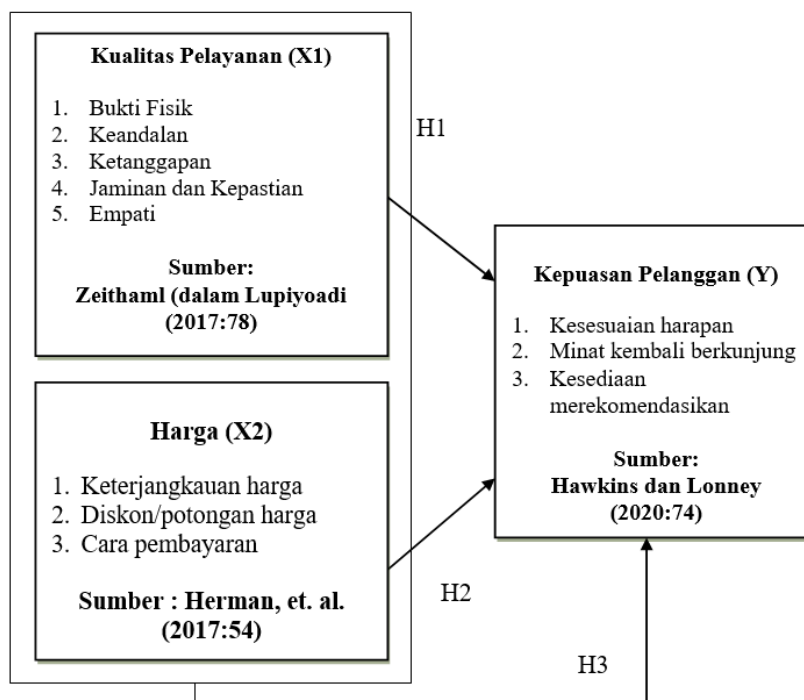 Kualitas Pelayanan (X1)
1. Bukti Fisik
2. Keandalan
3. Ketanggapan
4. Jaminan dan Kepastian
5. Empati
Sumber:
Zeithaml (dalam Lupiyoadi
(2017:78)
H1
Kepuasan Pelanggan (Y)
1. Kesesuaian harapan
2. Minat kembali berkunjung
3. Kesediaan
merekomendasikan
Sumber:
Hawkins dan Lonney
(2020:74)
Harga (X2)
1. Keterjangkauan harga
2. Diskon/potongan harga
3. Cara pembayaran
Sumber : Herman, et. al.
(2017:54)
H2
H3